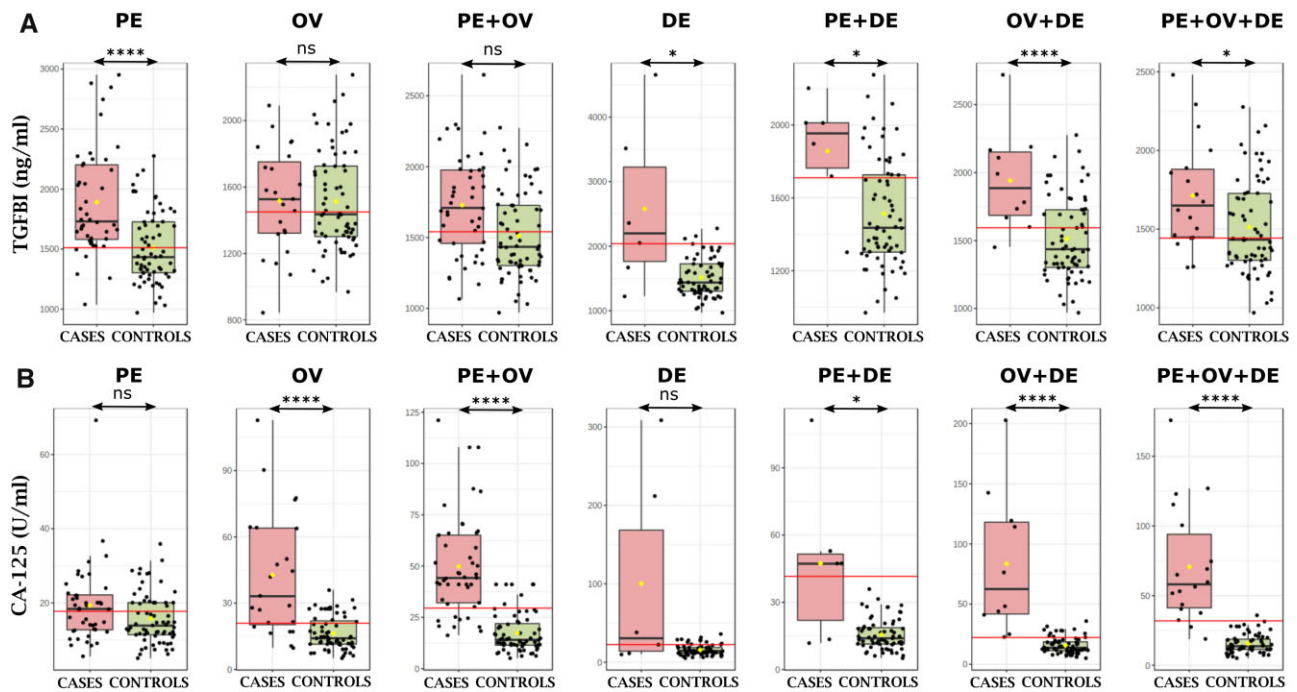 A PE OV PE+OV DE PE+DE OV+DE PE+OV+DE
**** ns ns * * **** *
TGFBI (ng/ml)
3000 2500 2000 1500 1000
2000 1600 1200 800
2500 2000 1500 1000
4000 3000 2000 1000
2000 1600 1200
2500 2000 1500 1000
2500 2000 1500 1000
CASES CONTROLS CASES CONTROLS CASES CONTROLS CASES CONTROLS CASES CONTROLS CASES CONTROLS CASES CONTROLS
B PE OV PE+OV DE PE+DE OV+DE PE+OV+DE
ns **** **** ns * **** ****
CA-125 (U/ml)
60 40 20
90 60 30 0
125 100 75 50 25 0
300 200 100 0
90 60 30 0
200 150 100 50 0
150 100 50 0
CASES CONTROLS CASES CONTROLS CASES CONTROLS CASES CONTROLS CASES CONTROLS CASES CONTROLS CASES CONTROLS